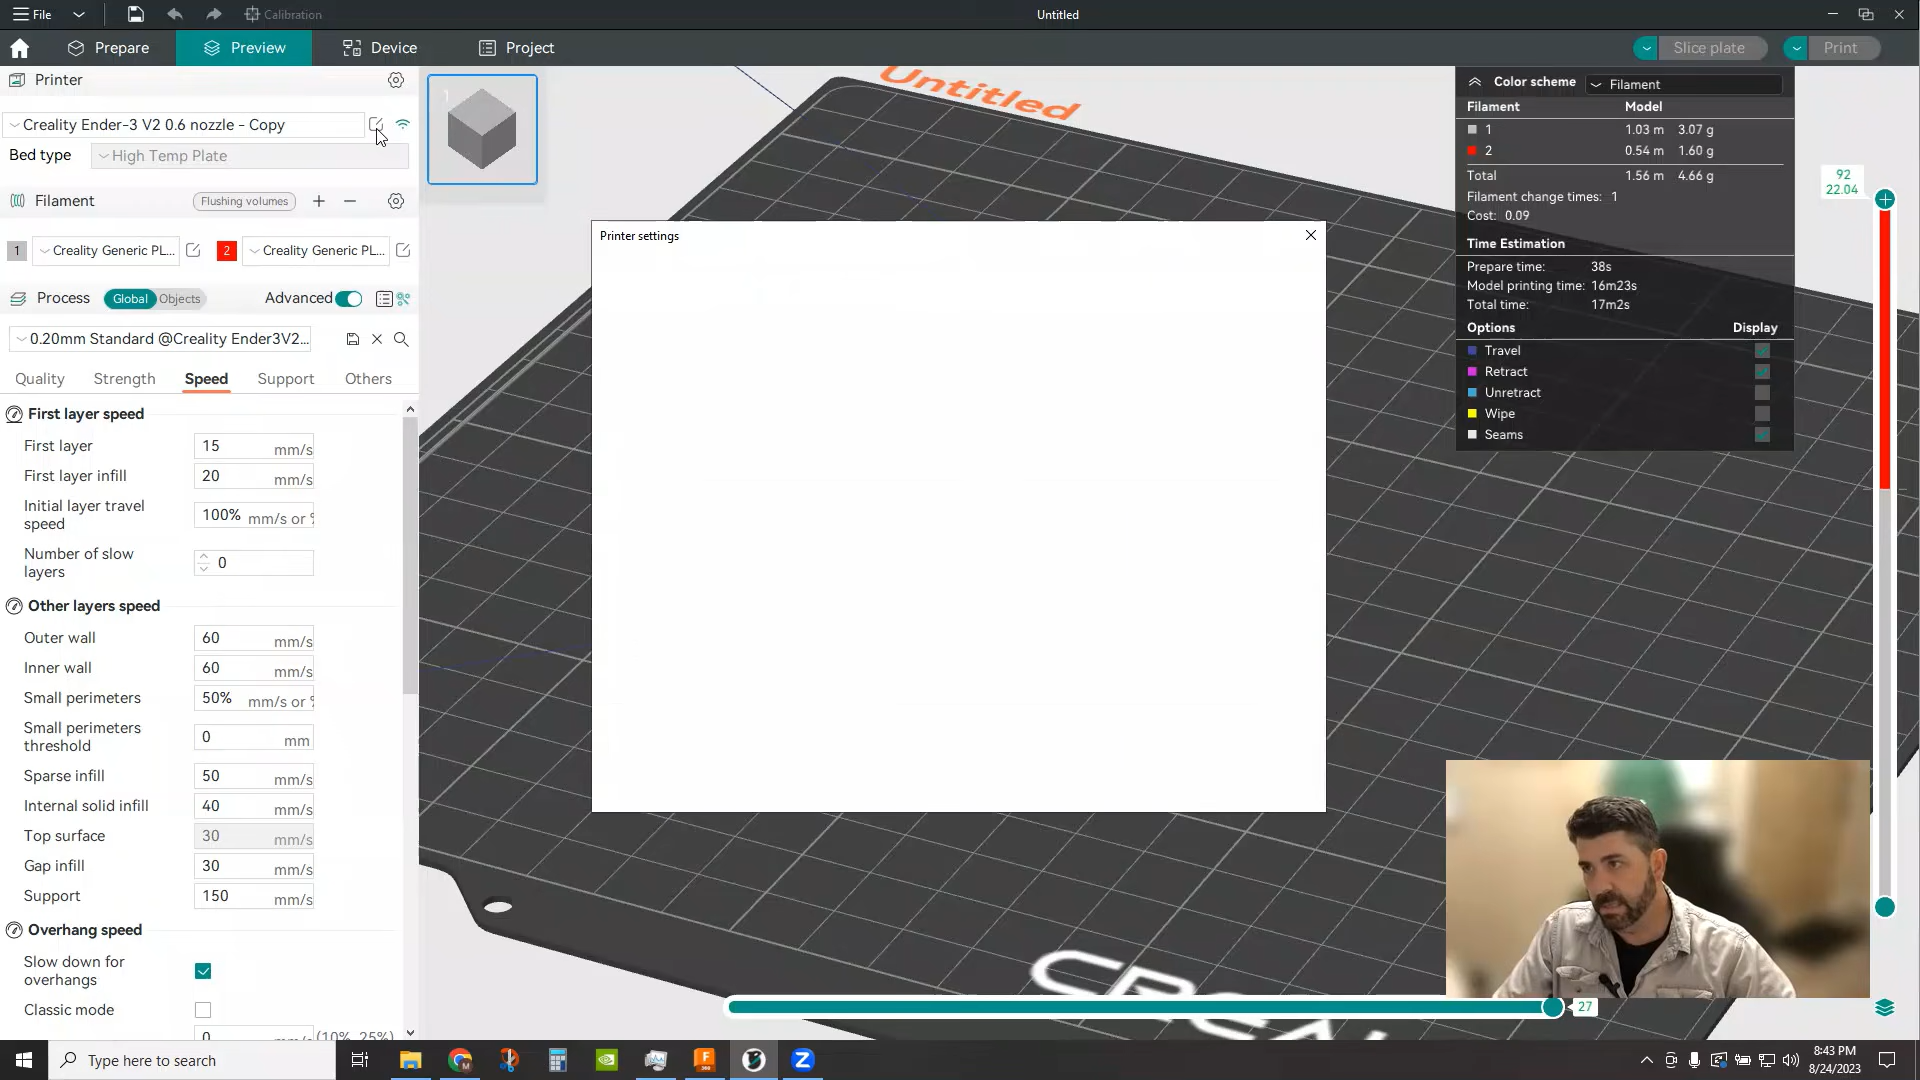 File
Calibration
Untitled
Prepare
Preview
Device
Project
Slice plate
Print
Printer
Creality Ender-3 V2 0.6 nozzle - Copy
Bed type
High Temp Plate
Filament
Flushing volumes
1
Creality Generic PL...
2
Creality Generic PL...
Process
Global
Objects
Advanced
0.20mm Standard @Creality Ender3V2...
Quality
Strength
Speed
Support
Others
First layer speed
First layer
15
mm/s
First layer infill
20
mm/s
Initial layer travel
speed
100%
mm/s or
Number of slow
layers
0
Other layers speed
Outer wall
60
mm/s
Inner wall
60
mm/s
Small perimeters
50%
mm/s or
Small perimeters
threshold
0
mm
Sparse infill
50
mm/s
Internal solid infill
40
mm/s
Top surface
30
mm/s
Gap infill
30
mm/s
Support
150
mm/s
Overhang speed
Slow down for
overhangs
Classic mode
0
(10%, 25%)
1
Untitled
Printer settings
Color scheme
Filament
Filament
Model
1
1.03 m
3.07 g
2
0.54 m
1.60 g
Total
1.56 m
4.66 g
Filament change times: 1
Cost: 0.09
Time Estimation
Prepare time:
38s
Model printing time:
16m23s
Total time:
17m2s
Options
Display
Travel
Retract
Unretract
Wipe
Seams
92
22.04
27
Type here to search
8:43 PM
8/24/2023